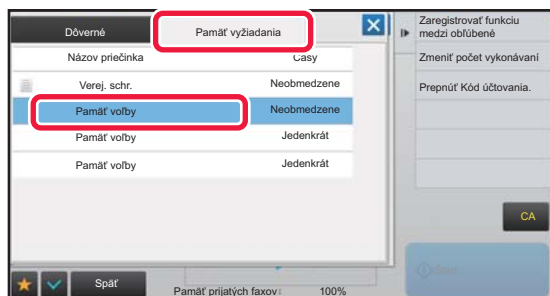 Dôverné
Pamäť vyžiadania
Názov priečinka
Časy
Verej. schr.
Neobmedzene
Pamäť voľby
Neobmedzene
Pamäť voľby
Jedenkrát
Pamäť voľby
Jedenkrát
Späť
Pamäť prijatých faxov:
100%
Zaregistrovať funkciu
medzi obľúbené
Zmeniť počet vykonávaní
Prepnúť Kód účtovania.
CA
Štart